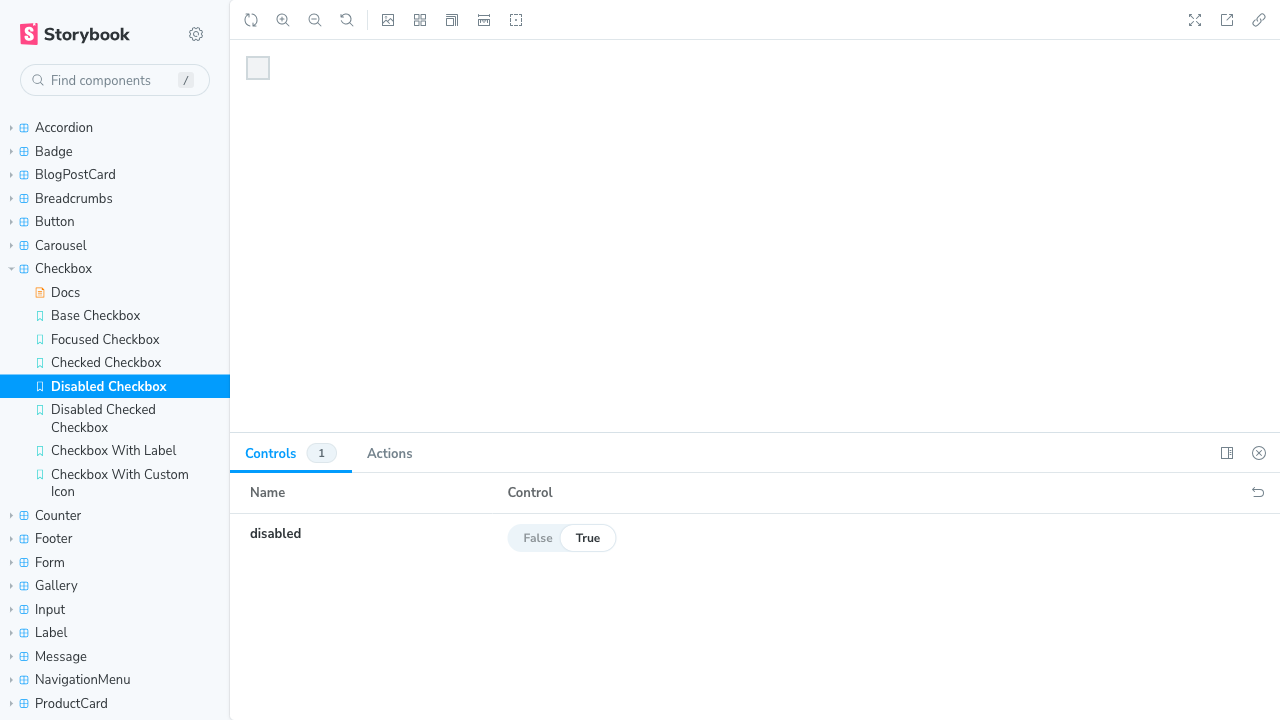 Storybook
Find components
/
Accordion
Badge
BlogPostCard
Breadcrumbs
Button
Carousel
Checkbox
Docs
Base Checkbox
Focused Checkbox
Checked Checkbox
Disabled Checkbox
Disabled Checked
Checkbox
Checkbox With Label
Checkbox With Custom
Icon
Counter
Footer
Form
Gallery
Input
Label
Message
NavigationMenu
ProductCard
Controls 1 Actions
Name Control
disabled False True